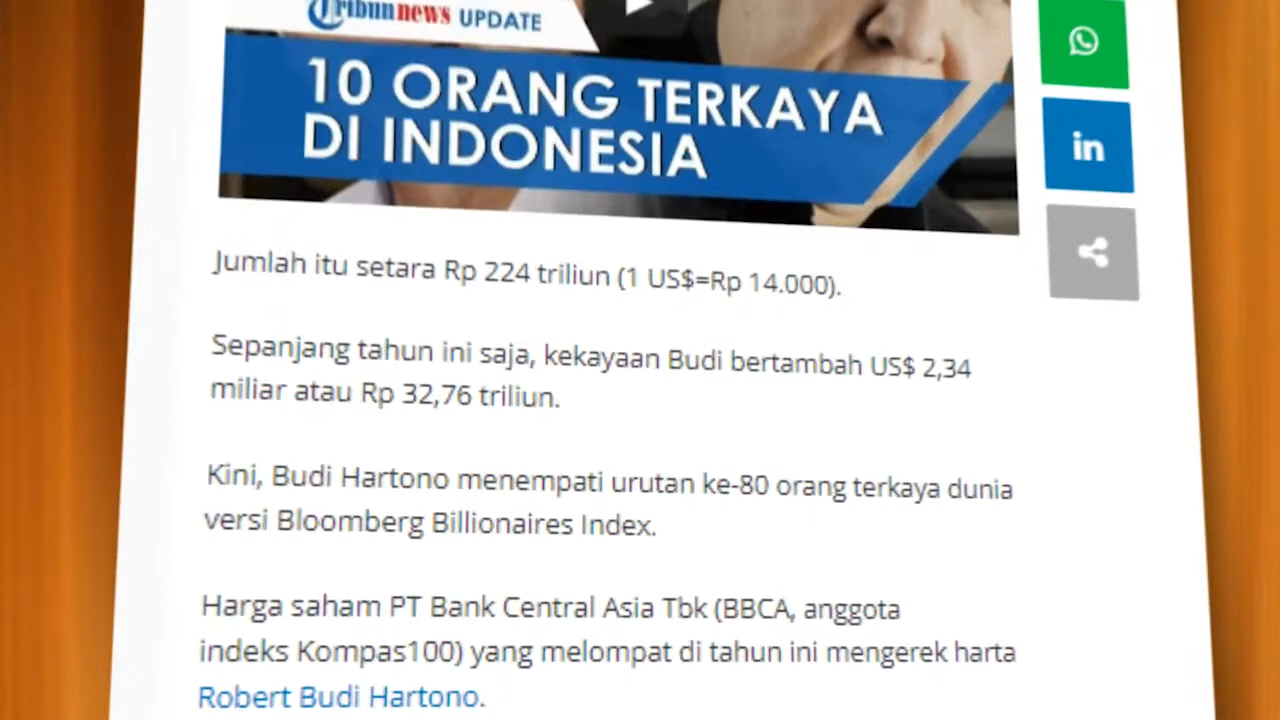 Tribunnews UPDATE
10 ORANG TERKAYA
DI INDONESIA
in
Jumlah itu setara Rp 224 triliun (1 US$=Rp 14.000).
Sepanjang tahun ini saja, kekayaan Budi bertambah US$ 2,34
miliar atau Rp 32,76 triliun.
Kini, Budi Hartono menempati urutan ke-80 orang terkaya dunia
versi Bloomberg Billionaires Index.
Harga saham PT Bank Central Asia Tbk (BBCA, anggota
indeks Kompas100) yang melompat di tahun ini mengerek harta
Robert Budi Hartono.